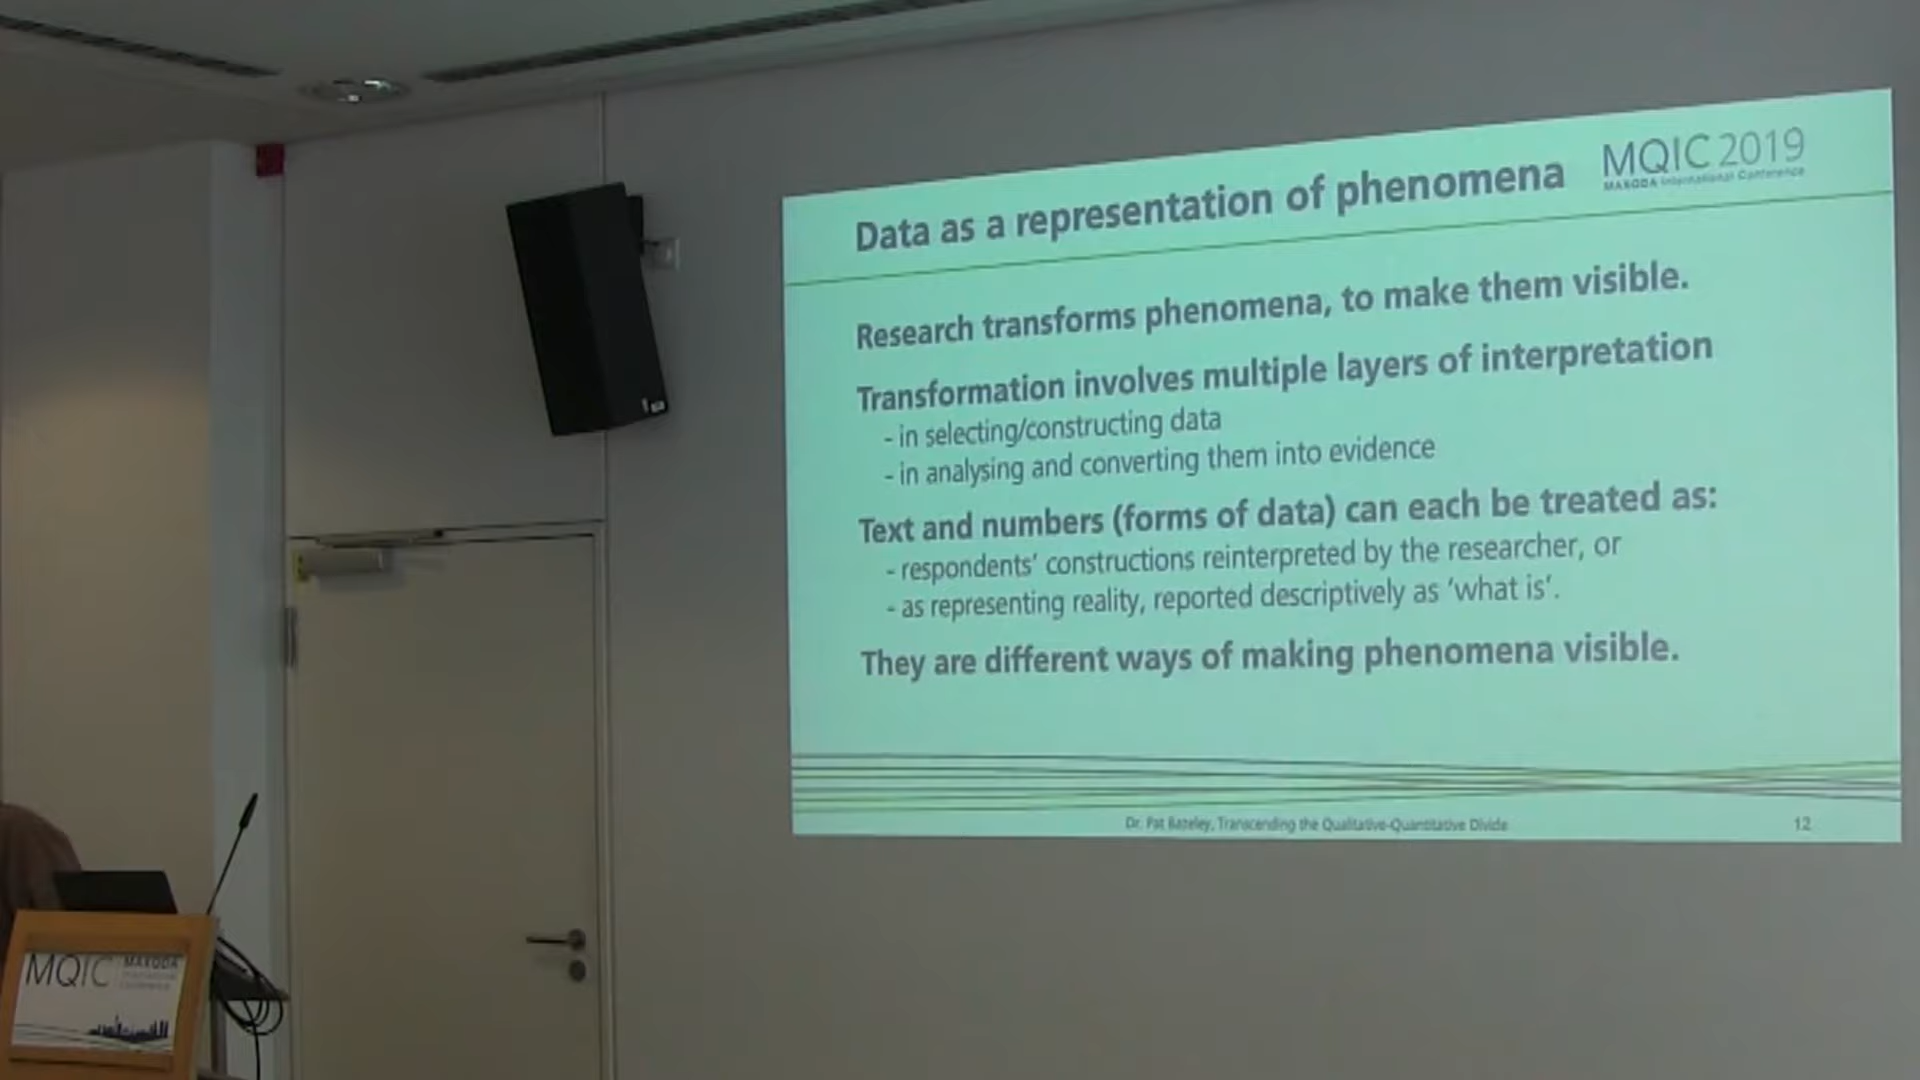 Data as a representation of phenomena
MQIC 2019
MAXQDA International Conference
Research transforms phenomena, to make them visible.
Transformation involves multiple layers of interpretation
- in selecting/constructing data
- in analysing and converting them into evidence
Text and numbers (forms of data) can each be treated as:
- respondents' constructions reinterpreted by the researcher, or
- as representing reality, reported descriptively as 'what is'.
They are different ways of making phenomena visible.
Dr. Pat Bazeley, Transcending the Qualitative-Quantitative Divide
12
MQIC
MAXQDA
International
Conference